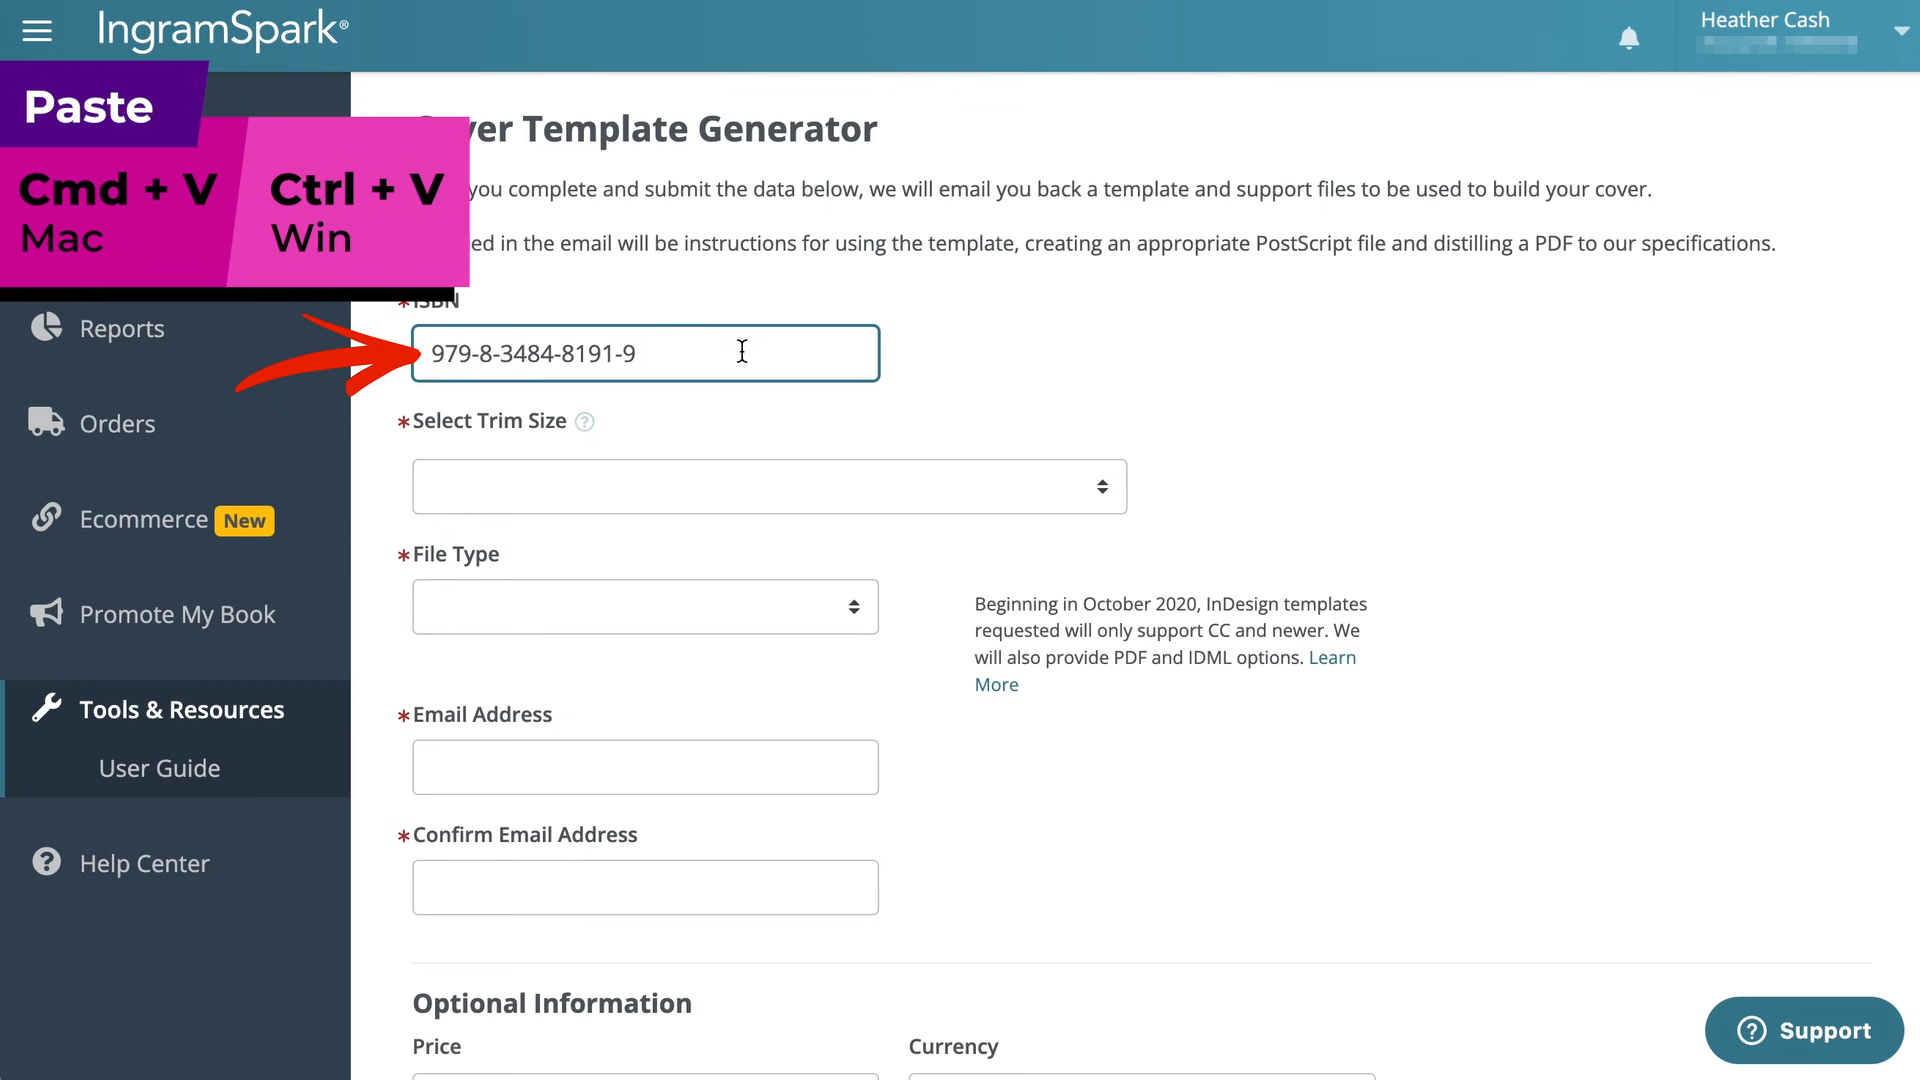 IngramSpark®
Heather Cash
Paste
Cmd + V
Mac
Ctrl + V
Win
Template Generator
you complete and submit the data below, we will email you back a template and support files to be used to build your cover.
in the email will be instructions for using the template, creating an appropriate PostScript file and distilling a PDF to our specifications.
*ISBN
979-8-3484-8191-9
*Select Trim Size ?
*File Type
Beginning in October 2020, InDesign templates
requested will only support CC and newer. We
will also provide PDF and IDML options. Learn
More
*Email Address
*Confirm Email Address
Optional Information
Price
Currency
Reports
Orders
Ecommerce New
Promote My Book
Tools & Resources
User Guide
Help Center
? Support